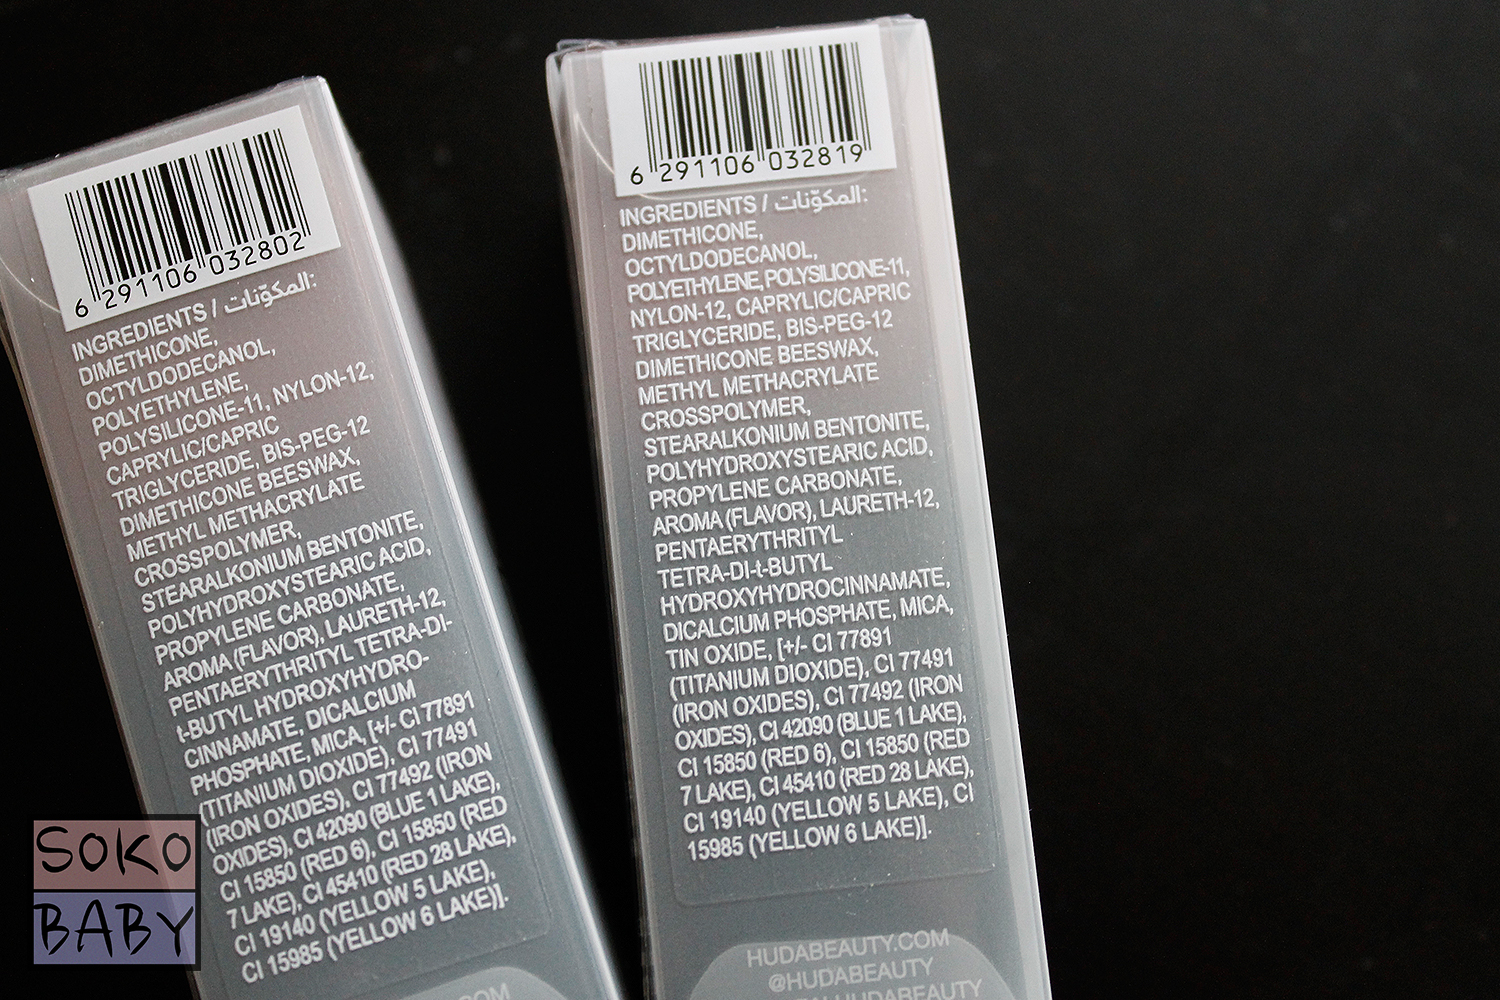 6 291106 032802
INGREDIENTS / المكوّنات:
DIMETHICONE,
OCTYLDODECANOL,
POLYETHYLENE,
POLYSILICONE-11, NYLON-12,
CAPRYLIC/CAPRIC
TRIGLYCERIDE, BIS-PEG-12
DIMETHICONE BEESWAX,
METHYL METHACRYLATE
CROSSPOLYMER,
STEARALKONIUM BENTONITE,
POLYHYDROXYSTEARIC ACID,
PROPYLENE CARBONATE,
AROMA (FLAVOR), LAURETH-12,
PENTAERYTHRITYL TETRA-DI-
t-BUTYL HYDROXYHYDRO-
CINNAMATE, DICALCIUM
PHOSPHATE, MICA, [+/- CI 77891
(TITANIUM DIOXIDE), CI 77491
(IRON OXIDES), CI 77492 (IRON
OXIDES), CI 42090 (BLUE 1 LAKE),
CI 15850 (RED 6), CI 15850 (RED
7 LAKE), CI 45410 (RED 28 LAKE),
CI 19140 (YELLOW 5 LAKE),
CI 15985 (YELLOW 6 LAKE)].
.COM
6 291106 032819
INGREDIENTS / المكوّنات:
DIMETHICONE,
OCTYLDODECANOL,
POLYETHYLENE, POLYSILICONE-11,
NYLON-12, CAPRYLIC/CAPRIC
TRIGLYCERIDE, BIS-PEG-12
DIMETHICONE BEESWAX,
METHYL METHACRYLATE
CROSSPOLYMER,
STEARALKONIUM BENTONITE,
POLYHYDROXYSTEARIC ACID,
PROPYLENE CARBONATE,
AROMA (FLAVOR), LAURETH-12,
PENTAERYTHRITYL
TETRA-DI-t-BUTYL
HYDROXYHYDROCINNAMATE,
DICALCIUM PHOSPHATE, MICA,
TIN OXIDE, [+/- CI 77891
(TITANIUM DIOXIDE), CI 77491
(IRON OXIDES), CI 77492 (IRON
OXIDES), CI 42090 (BLUE 1 LAKE),
CI 15850 (RED 6), CI 15850 (RED
7 LAKE), CI 45410 (RED 28 LAKE),
CI 19140 (YELLOW 5 LAKE), CI
15985 (YELLOW 6 LAKE)].
HUDABEAUTY.COM
@HUDABEAUTY
HUDABEAUTY
SOKO
BABY